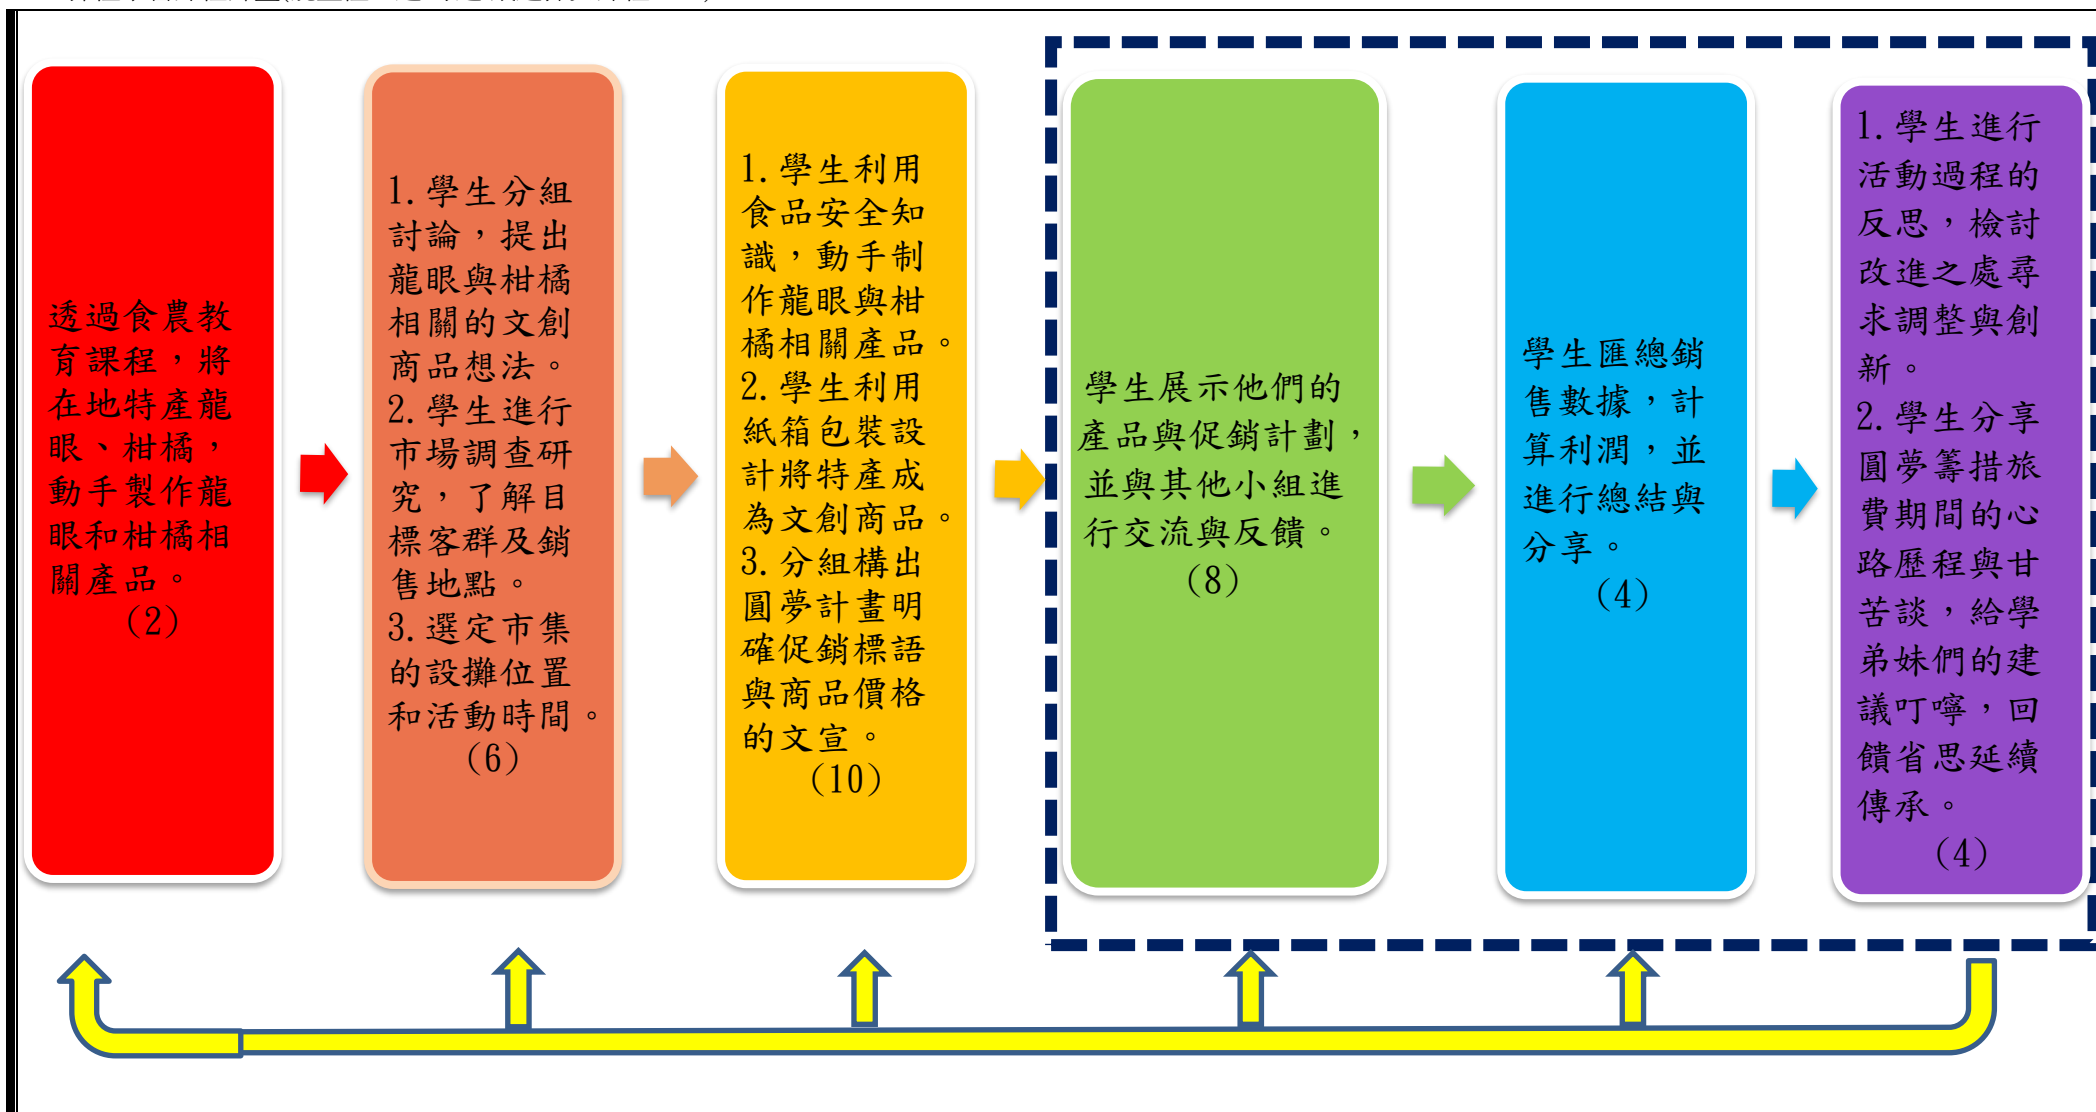 透過食農教
育課程，將
在地特產龍
眼、柑橘，
動手製作龍
眼和柑橘相
關產品。
(2)
1. 學生分組
討論，提出
龍眼與柑橘
相關的文創
商品想法。
2. 學生進行
市場調查研
究，了解目
標客群及銷
售地點。
3. 選定市集
的設攤位置
和活動時間。
(6)
1. 學生利用
食品安全知
識，動手制
作龍眼與柑
橘相關產品。
2. 學生利用
紙箱包裝設
計將特產成
為文創商品。
3. 分組構出
圓夢計畫明
確促銷標語
與商品價格
的文宣。
(10)
學生展示他們的
產品與促銷計劃，
並與其他小組進
行交流與反饋。
(8)
學生匯總銷
售數據，計
算利潤，並
進行總結與
分享。
(4)
1. 學生進行
活動過程的
反思，檢討
改進之處尋
求調整與創
新。
2. 學生分享
圓夢籌措旅
費期間的心
路歷程與甘
苦談，給學
弟妹們的建
議叮嚀，回
饋省思延續
傳承。
(4)